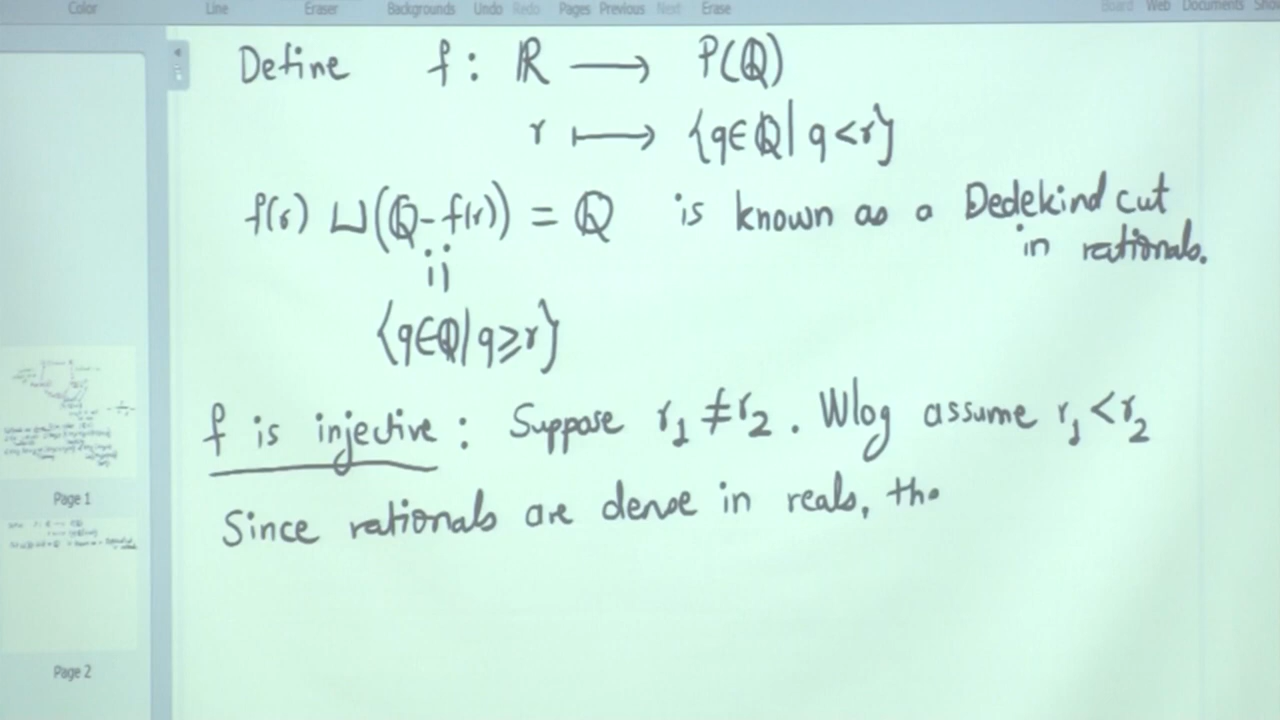 Color Line Eraser Backgrounds Undo Redo Pages Previous Next Erase Board Web Documents
Define f : ℝ ⟶ P(ℚ)
r ⟼ {q∈ℚ | q < r}
f(r) ⊔ (ℚ - f(r)) = ℚ is known as a Dedekind cut
in rationals.
||
{q∈ℚ | q ≥ r}
f is injective : Suppose r₁ ≠ r₂ . Wlog assume r₁ < r₂
Since rationals are dense in reals, the
Page 1
Page 2